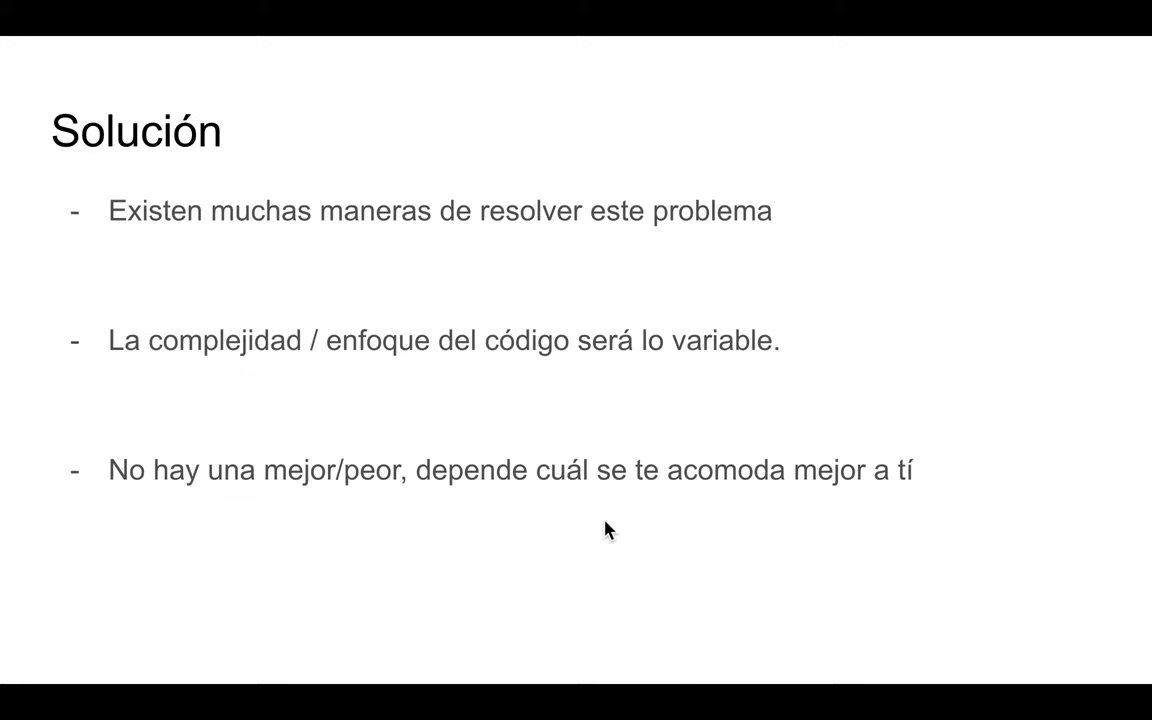 Solución
- Existen muchas maneras de resolver este problema
- La complejidad / enfoque del código será lo variable.
- No hay una mejor/peor, depende cuál se te acomoda mejor a tí